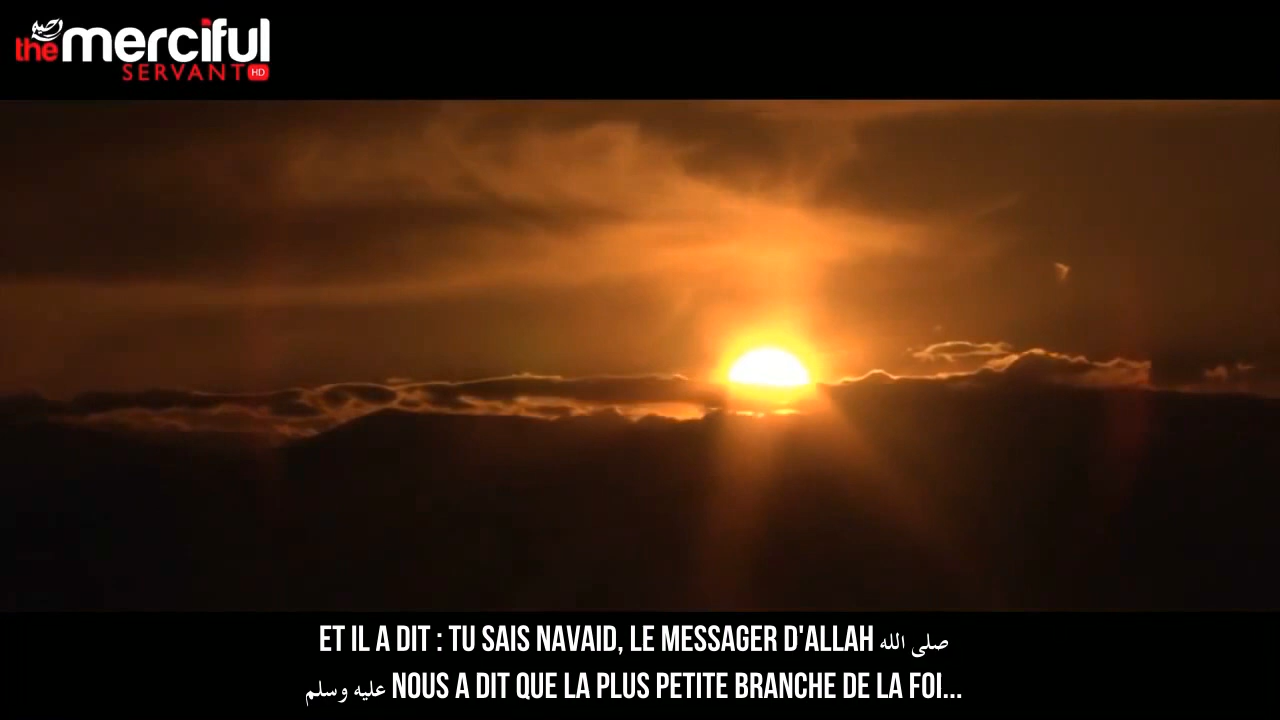 the merciful
SERVANT HD
ET IL A DIT : TU SAIS NAVAID, LE MESSAGER D'ALLAH صلى الله
عليه وسلم NOUS A DIT QUE LA PLUS PETITE BRANCHE DE LA FOI...